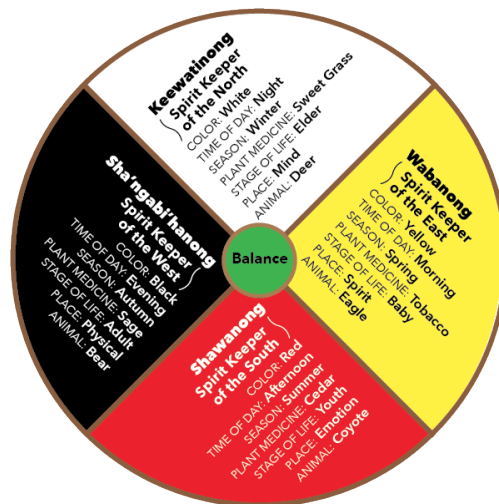 Keewatinong
Spirit Keeper
of the North
COLOR: White
TIME OF DAY: Night
SEASON: Winter
PLANT MEDICINE: Sweet Grass
STAGE OF LIFE: Elder
PLACE: Mind
ANIMAL: Deer
Wabanong
Spirit Keeper
of the East
COLOR: Yellow
TIME OF DAY: Morning
SEASON: Spring
PLANT MEDICINE: Tobacco
STAGE OF LIFE: Baby
PLACE: Spirit
ANIMAL: Eagle
Shawanong
Spirit Keeper
of the South
COLOR: Red
TIME OF DAY: Afternoon
SEASON: Summer
PLANT MEDICINE: Cedar
STAGE OF LIFE: Youth
PLACE: Emotion
ANIMAL: Coyote
Sha'ngabi'hanong
Spirit Keeper
of the West
COLOR: Black
TIME OF DAY: Evening
SEASON: Autumn
PLANT MEDICINE: Sage
STAGE OF LIFE: Adult
PLACE: Physical
ANIMAL: Bear
Balance